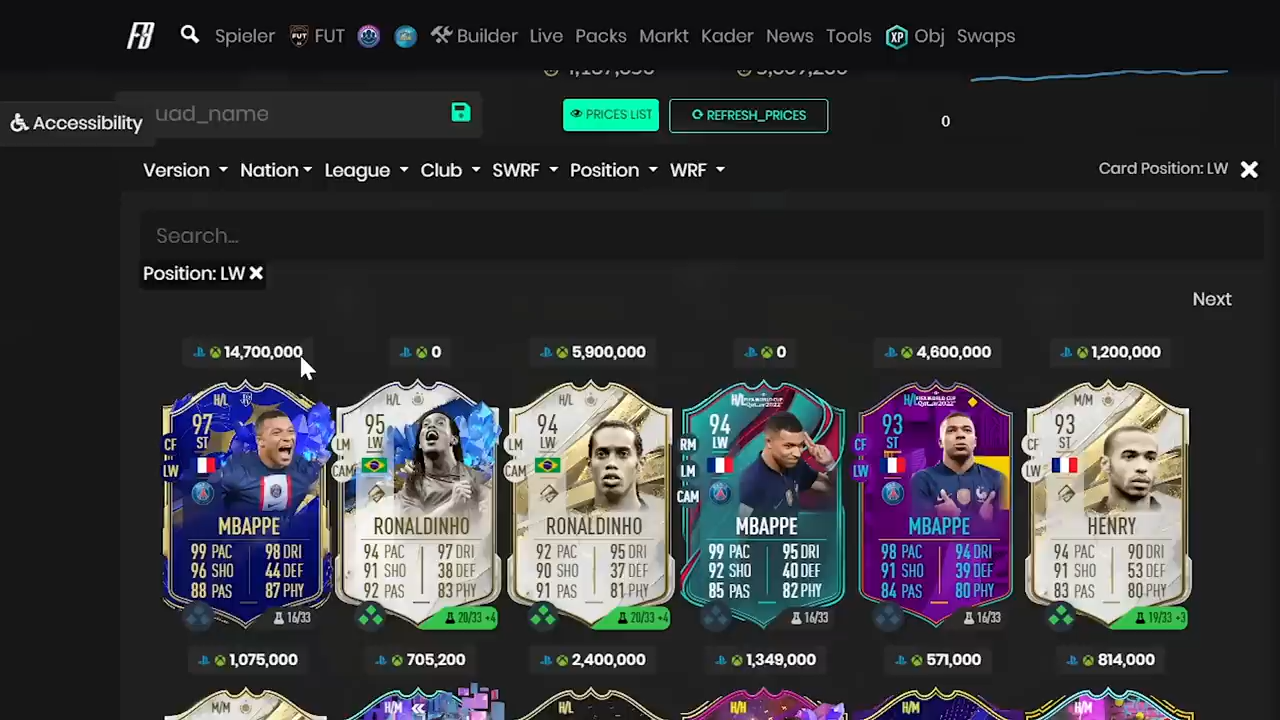 Spieler FUT Builder Live Packs Markt Kader News Tools XP Obj Swaps
Accessibility
uad_name
PRICES LIST
REFRESH_PRICES
0
Version Nation League Club SWRF Position WRF
Card Position: LW
Search...
Position: LW
Next
14,700,000 0 5,900,000 0 4,600,000 1,200,000
H/L
97
ST
CF
LW
MBAPPE
99 PAC 98 DRI
96 SHO 44 DEF
88 PAS 87 PHY
16/33
H/L
95
LW
LM
CAM
RONALDINHO
94 PAC 97 DRI
91 SHO 38 DEF
92 PAS 83 PHY
20/33 +4
H/L
94
LW
LM
CAM
RONALDINHO
92 PAC 95 DRI
90 SHO 37 DEF
91 PAS 81 PHY
20/33 +4
H/L
94
LW
RM
LM
CAM
MBAPPE
99 PAC 95 DRI
92 SHO 40 DEF
85 PAS 82 PHY
16/33
H/L
93
ST
CF
LW
MBAPPE
98 PAC 94 DRI
91 SHO 39 DEF
84 PAS 80 PHY
16/33
M/M
93
ST
CF
LW
HENRY
94 PAC 90 DRI
91 SHO 53 DEF
83 PAS 80 PHY
19/33 +3
1,075,000 705,200 2,400,000 1,349,000 571,000 814,000
M/M H/M H/L H/H H/M H/M